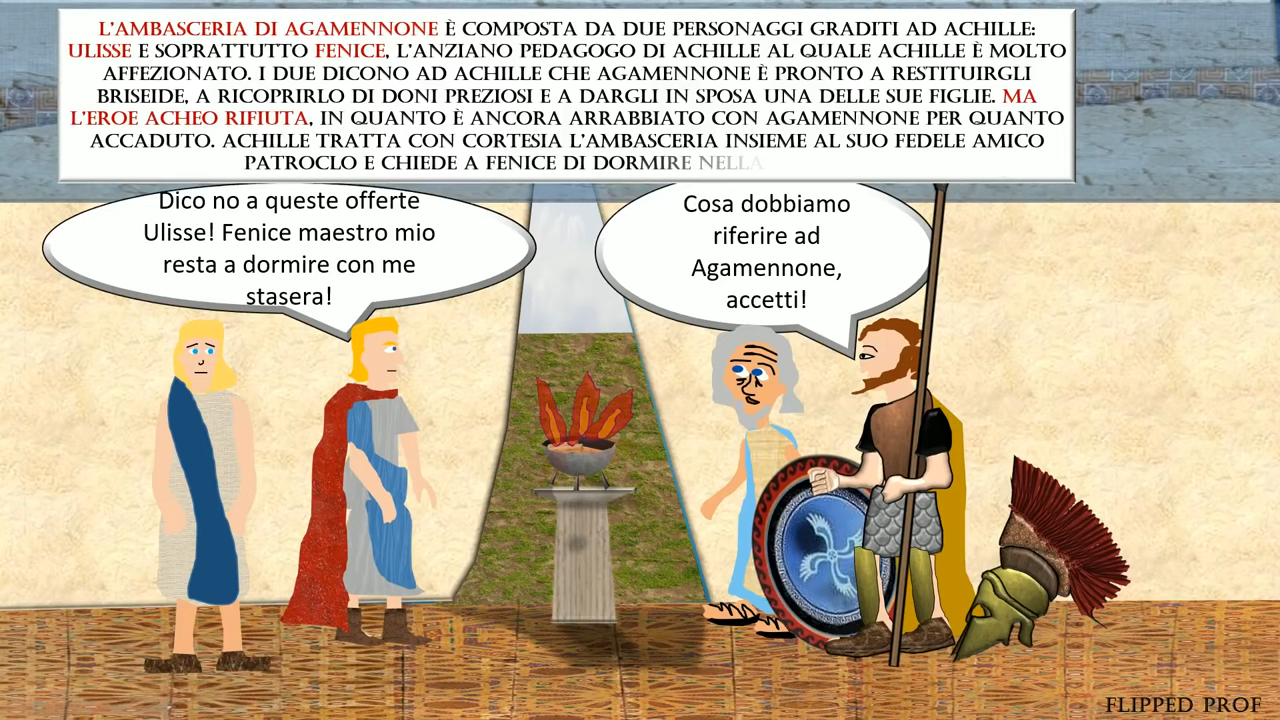 L'AMBASCERIA DI AGAMENNONE È COMPOSTA DA DUE PERSONAGGI GRADITI AD ACHILLE:
ULISSE E SOPRATTUTTO FENICE, L'ANZIANO PEDAGOGO DI ACHILLE AL QUALE ACHILLE È MOLTO
AFFEZIONATO. I DUE DICONO AD ACHILLE CHE AGAMENNONE È PRONTO A RESTITUIRGLI
BRISEIDE, A RICOPRIRLO DI DONI PREZIOSI E A DARGLI IN SPOSA UNA DELLE SUE FIGLIE. MA
L'EROE ACHEO RIFIUTA, IN QUANTO È ANCORA ARRABBIATO CON AGAMENNONE PER QUANTO
ACCADUTO. ACHILLE TRATTA CON CORTESIA L'AMBASCERIA INSIEME AL SUO FEDELE AMICO
PATROCLO E CHIEDE A FENICE DI DORMIRE NELLA
Dico no a queste offerte
Ulisse! Fenice maestro mio
resta a dormire con me
stasera!
Cosa dobbiamo
riferire ad
Agamennone,
accetti!
FLIPPED PROF